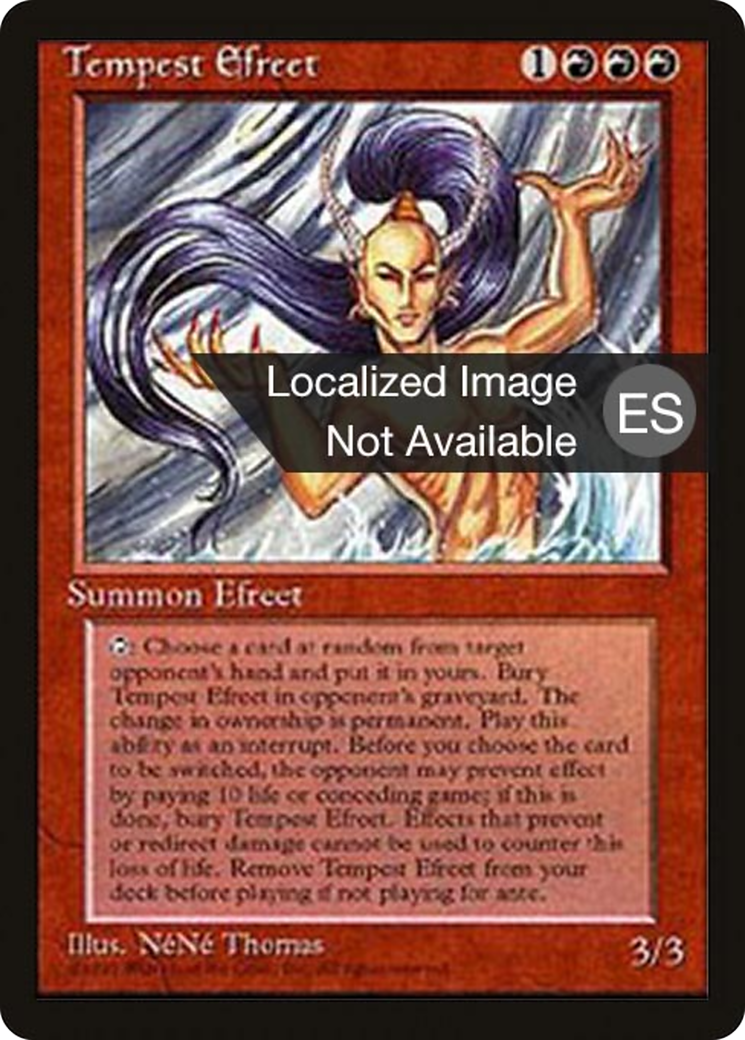 Tempest Efreet
1
Localized Image
Not Available
ES
Summon Efreet
: Choose a card at random from target
opponent's hand and put it in yours. Bury
Tempest Efreet in opponent's graveyard. The
change in ownership is permanent. Play this
ability as an interrupt. Before you choose the card
to be switched, the opponent may prevent effect
by paying 10 life or conceding game; if this is
done, bury Tempest Efreet. Effects that prevent
or redirect damage cannot be used to counter this
loss of life. Remove Tempest Efreet from your
deck before playing if not playing for ante.
Illus. NéNé Thomas
3/3
All rights reserved.